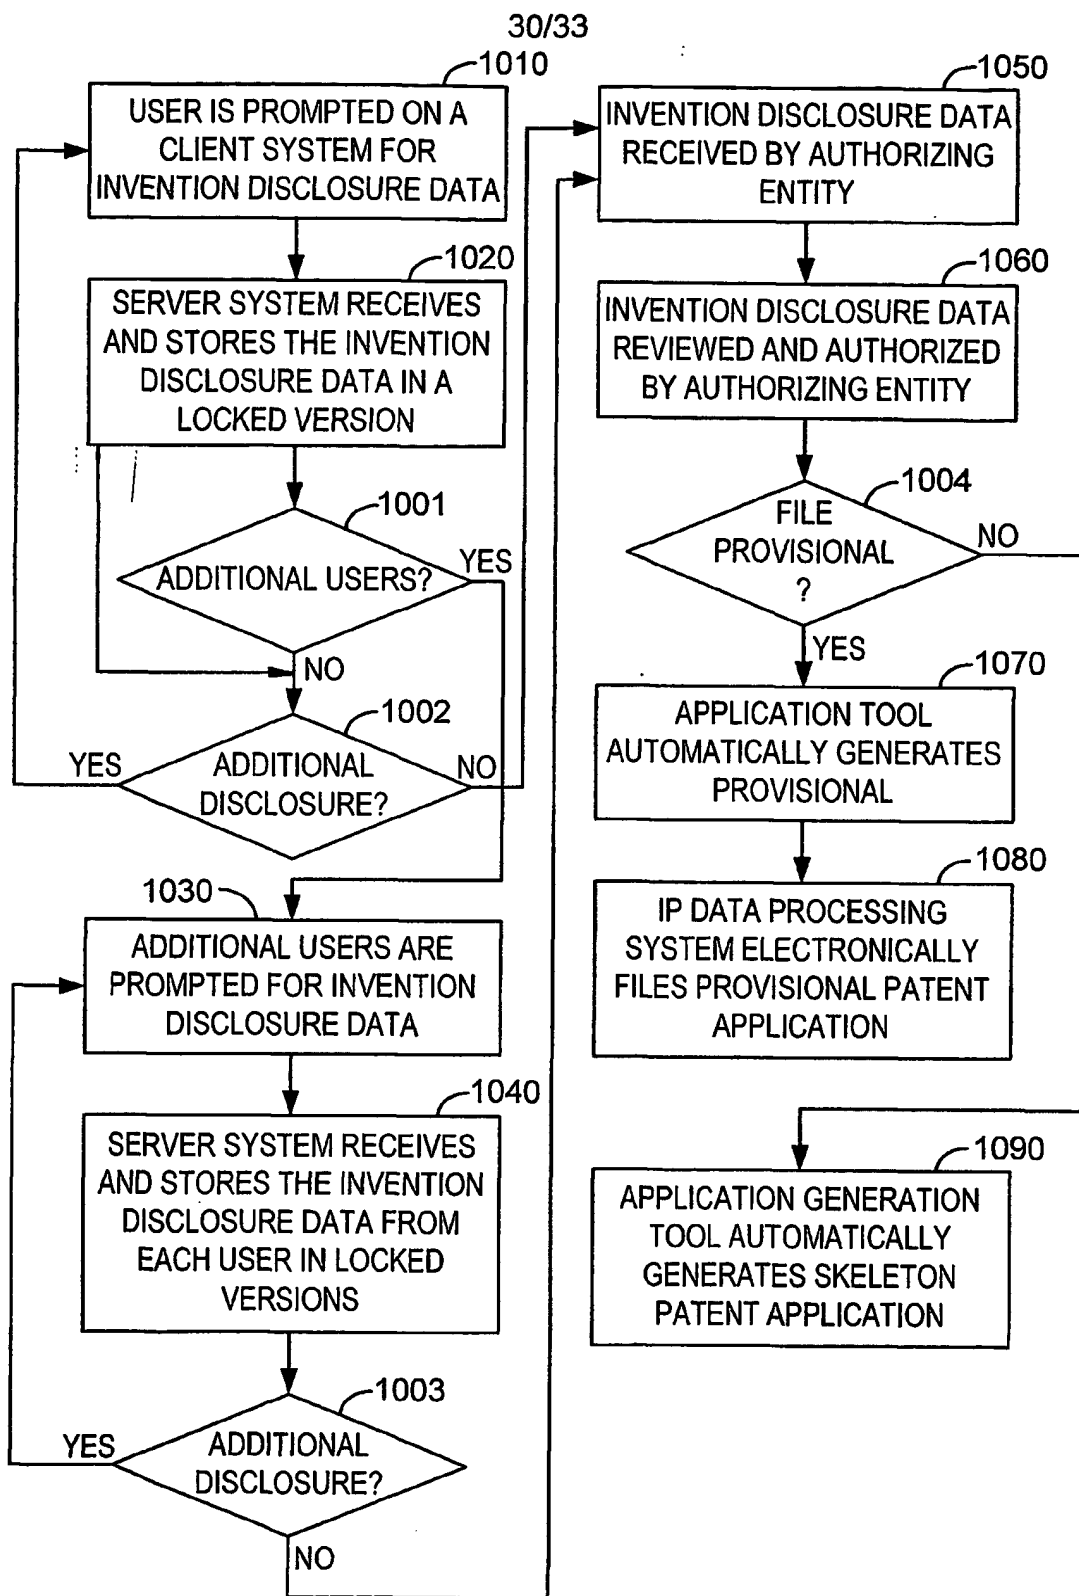 30/33
1010
USER IS PROMPTED ON A
CLIENT SYSTEM FOR
INVENTION DISCLOSURE DATA
1020
SERVER SYSTEM RECEIVES
AND STORES THE INVENTION
DISCLOSURE DATA IN A
LOCKED VERSION
1001
ADDITIONAL USERS?
YES
NO
1002
ADDITIONAL
DISCLOSURE?
YES
NO
1030
ADDITIONAL USERS ARE
PROMPTED FOR INVENTION
DISCLOSURE DATA
1040
SERVER SYSTEM RECEIVES
AND STORES THE INVENTION
DISCLOSURE DATA FROM
EACH USER IN LOCKED
VERSIONS
1003
ADDITIONAL
DISCLOSURE?
YES
NO
1050
INVENTION DISCLOSURE DATA
RECEIVED BY AUTHORIZING
ENTITY
1060
INVENTION DISCLOSURE DATA
REVIEWED AND AUTHORIZED
BY AUTHORIZING ENTITY
1004
FILE
PROVISIONAL
?
NO
YES
1070
APPLICATION TOOL
AUTOMATICALLY GENERATES
PROVISIONAL
1080
IP DATA PROCESSING
SYSTEM ELECTRONICALLY
FILES PROVISIONAL PATENT
APPLICATION
1090
APPLICATION GENERATION
TOOL AUTOMATICALLY
GENERATES SKELETON
PATENT APPLICATION